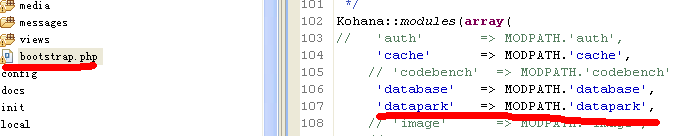 media
messages
views
bootstrap.php
config
docs
init
local
101 */
102 Kohana::modules(array(
103 // 'auth' => MODPATH.'auth',
104 'cache' => MODPATH.'cache',
105 // 'codebench' => MODPATH.'codebench'
106 'database' => MODPATH.'database',
107 'datapark' => MODPATH.'datapark',
108 // 'image' => MODPATH.'image',